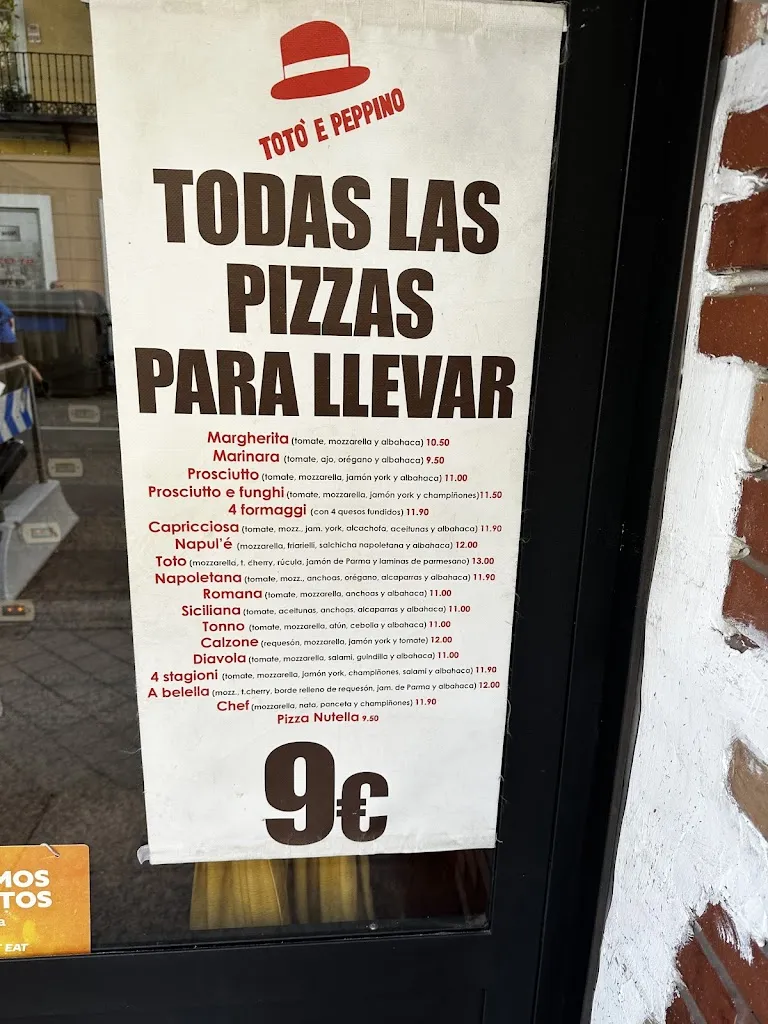 TOTÒ E PEPPINO
TODAS LAS
PIZZAS
PARA LLEVAR
Margherita (tomate, mozzarella y albahaca) 10.50
Marinara (tomate, ajo, orégano y albahaca) 9.50
Prosciutto (tomate, mozzarella, jamón york y albahaca) 11.00
Prosciutto e funghi (tomate, mozzarella, jamón york y champiñones) 11.50
4 formaggi (con 4 quesos fundidos) 11.90
Capricciosa (tomate, mozz., jam. york, alcachofa, aceitunas y albahaca) 11.90
Napul'é (mozzarella, friarielli, salchicha napoletana y albahaca) 12.00
Toto (mozzarella, t. cherry, rúcula, jamón de Parma y laminas de parmesano) 13.00
Napoletana (tomate, mozz., anchoas, orégano, alcaparras y albahaca) 11.90
Romana (tomate, mozzarella, anchoas y albahaca) 11.00
Siciliana (tomate, aceitunas, anchoas, alcaparras y albahaca) 11.00
Tonno (tomate, mozzarella, atún, cebolla y albahaca) 11.00
Calzone (requesón, mozzarella, jamón york y tomate) 12.00
Diavola (tomate, mozzarella, salami, guindilla y albahaca) 11.00
4 stagioni (tomate, mozzarella, jamón york, champiñones, salami y albahaca) 11.90
A belella (mozz., t.cherry, borde relleno de requesón, jam. de Parma y albahaca) 12.00
Chef (mozzarella, nata, panceta y champiñones) 11.90
Pizza Nutella 9.50
9€
MOS
TOS
a
EAT